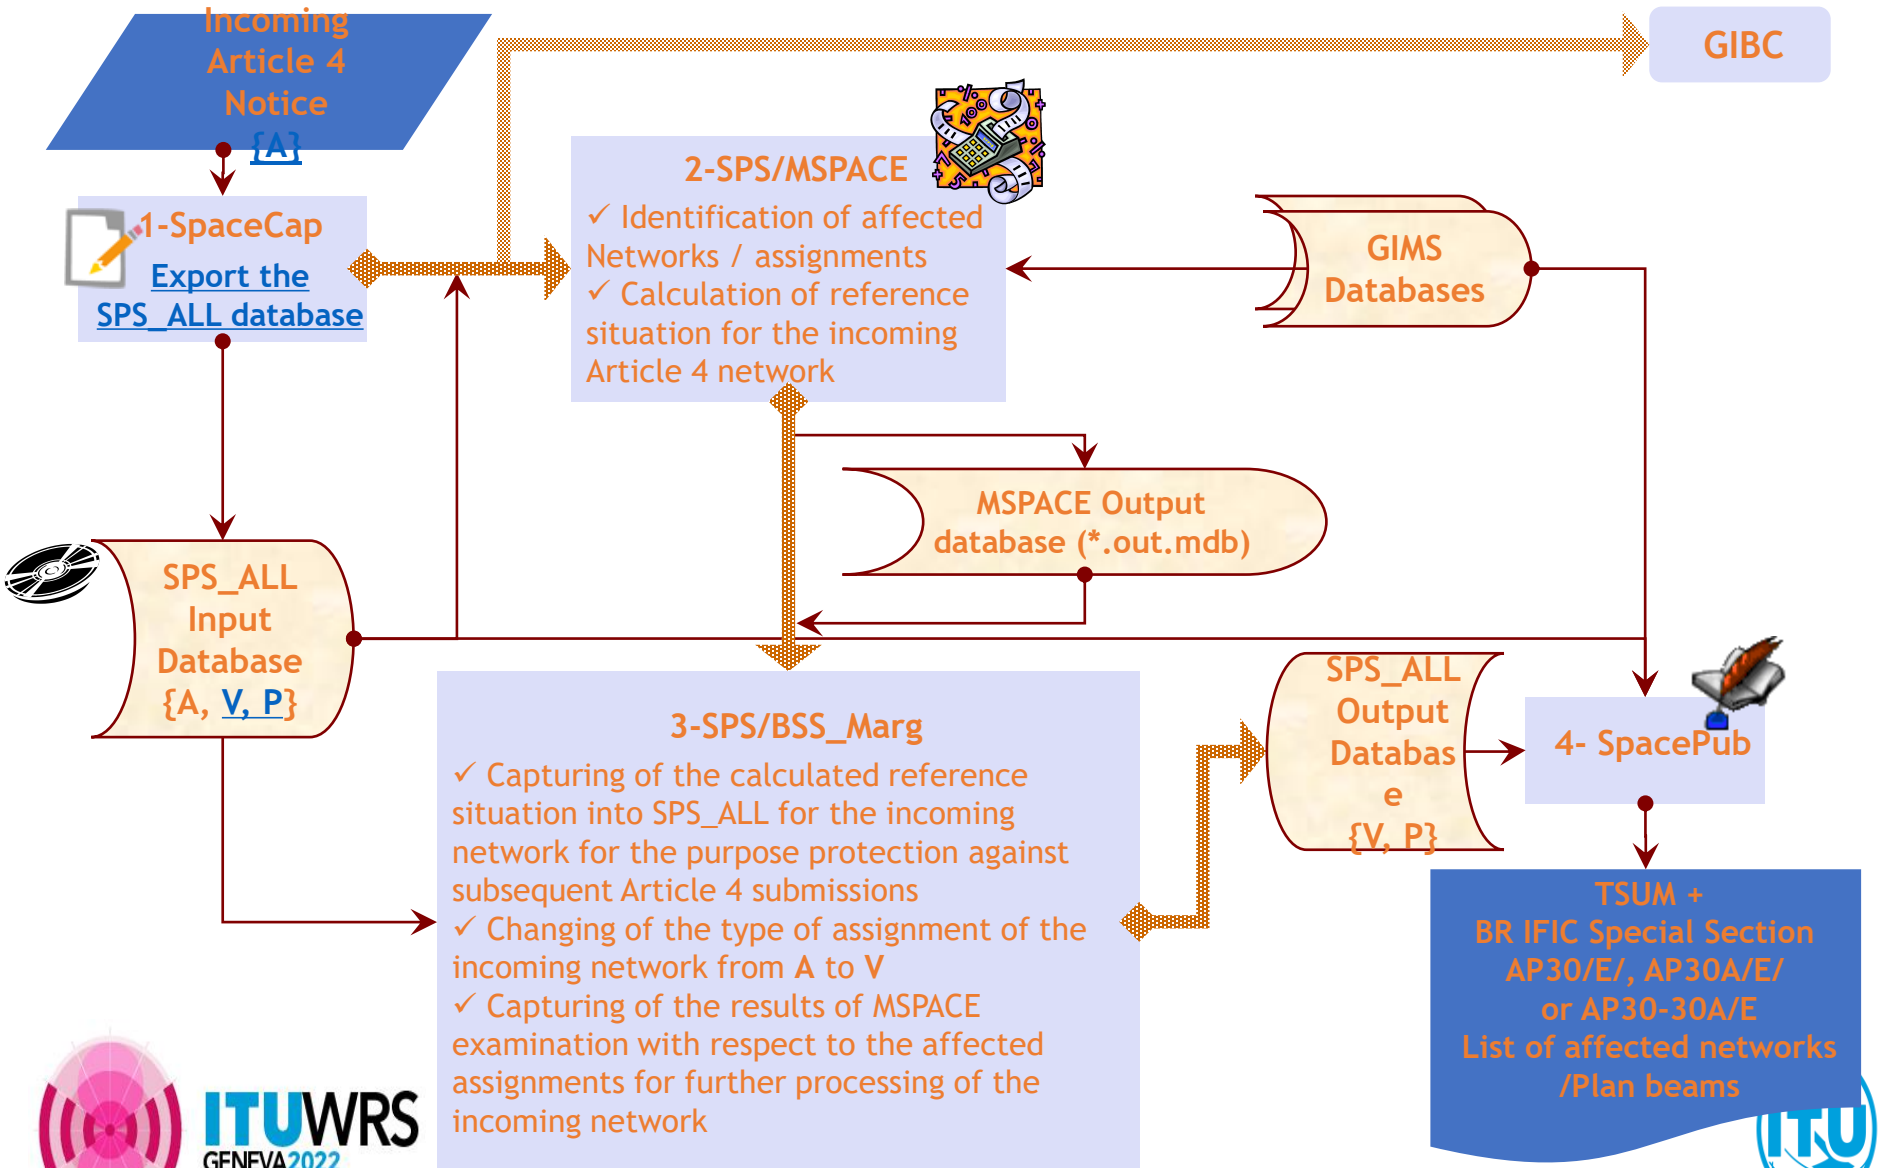 Incoming
Article 4
Notice
{A}
GIBC
1-SpaceCap
Export the
SPS_ALL database
2-SPS/MSPACE
✓ Identification of affected
Networks / assignments
✓ Calculation of reference
situation for the incoming
Article 4 network
GIMS
Databases
MSPACE Output
database (*.out.mdb)
SPS_ALL
Input
Database
{A, V, P}
3-SPS/BSS_Marg
✓ Capturing of the calculated reference
situation into SPS_ALL for the incoming
network for the purpose protection against
subsequent Article 4 submissions
✓ Changing of the type of assignment of the
incoming network from A to V
✓ Capturing of the results of MSPACE
examination with respect to the affected
assignments for further processing of the
incoming network
SPS_ALL
Output
Databas
e
{V, P}
4- SpacePub
TSUM +
BR IFIC Special Section
AP30/E/, AP30A/E/
or AP30-30A/E
List of affected networks
/Plan beams
ITUWRS
GENEVA2022
ITU